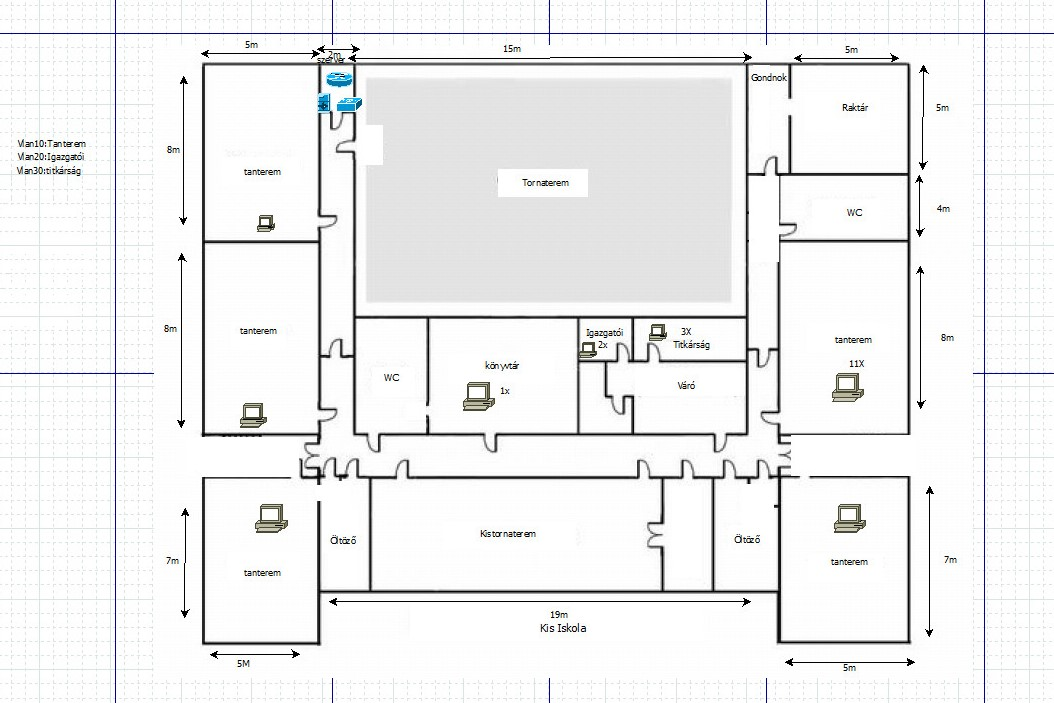 5m
2m
15m
5m
szerver
Gondnok
Raktár
5m
Vlan10:Tanterem
Vlan20:Igazgatói
Vlan30:titkárság
8m
tanterem
Tornaterem
WC
4m
8m
tanterem
Igazgatói
2x
3X
Titkárság
tanterem
8m
WC
könyvtár
1x
Váró
11X
7m
tanterem
Öltöző
Kistornaterem
Öltöző
tanterem
7m
19m
Kis Iskola
5M
5m